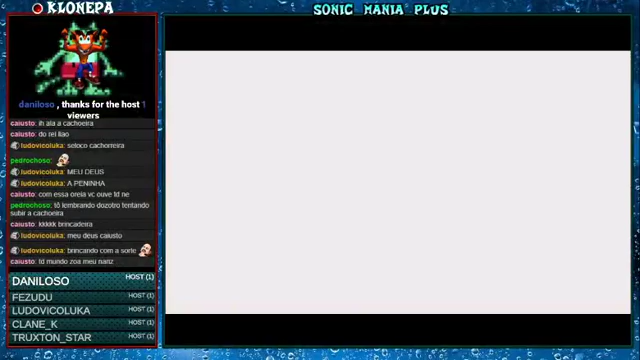 KLONEPA
SONIC MANIA PLUS
daniloso , thanks for the host 1
viewers
caiusto: ih ala a cachoeira
caiusto: do rei liao
ludovicoluka: seloco cachorreira
pedrochoso:
ludovicoluka: MEU DEUS
ludovicoluka: A PENINHA
caiusto: com essa oreia vc ouve td ne
pedrochoso: tô lembrando dozotro tentando
subir a cachoeira
caiusto: kkkkk brincadeira
ludovicoluka: meu deus caiusto
ludovicoluka: brincando com a sorte
caiusto: td mundo zoa meu nariz
DANILOSO HOST (1)
FEZUDU HOST (1)
LUDOVICOLUKA HOST (1)
CLANE_K HOST (1)
TRUXTON_STAR HOST (1)